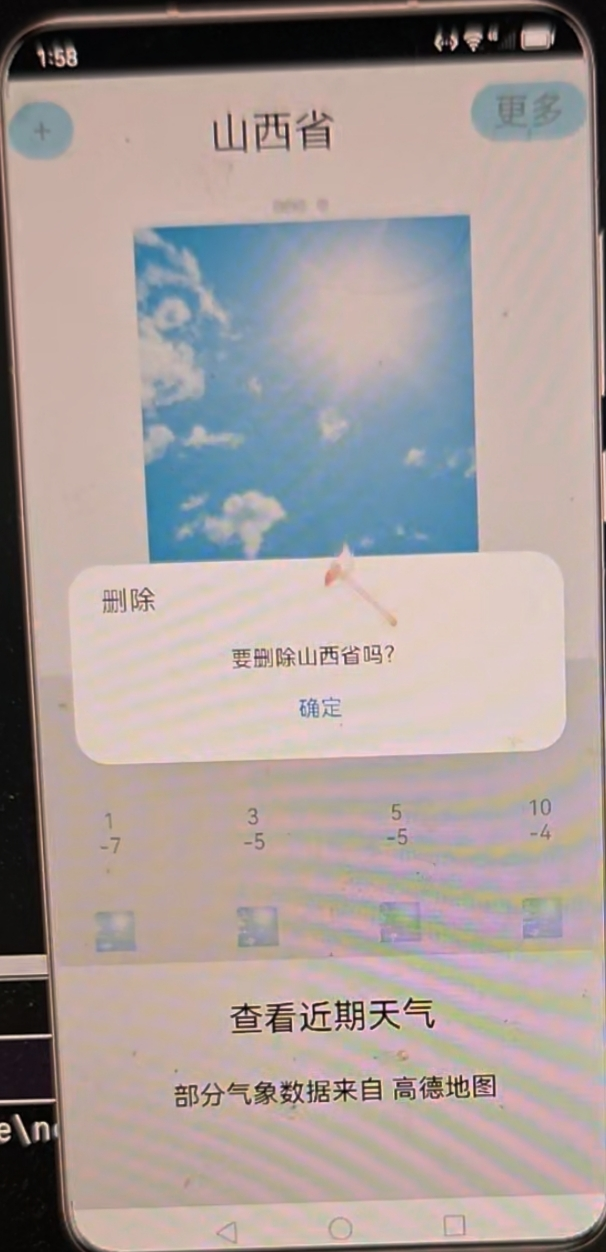 1:58
+
山西省
更多
删除
要删除山西省吗?
确定
1 3 5 10
-7 -5 -5 -4
查看近期天气
部分气象数据来自 高德地图
e\n